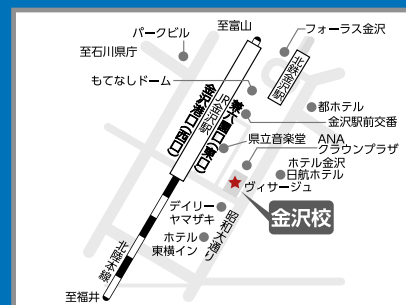 至富山
パークビル
フォーラス金沢
至石川県庁
北鉄金沢駅
もてなしドーム
兼六園口(東口)
JR金沢駅
金沢港口(西口)
都ホテル
金沢駅前交番
県立音楽堂
ANA
クラウンプラザ
ホテル金沢
日航ホテル
ヴィサージュ
金沢校
デイリー
ヤマザキ
昭和大通り
ホテル
東横イン
北陸本線
至福井